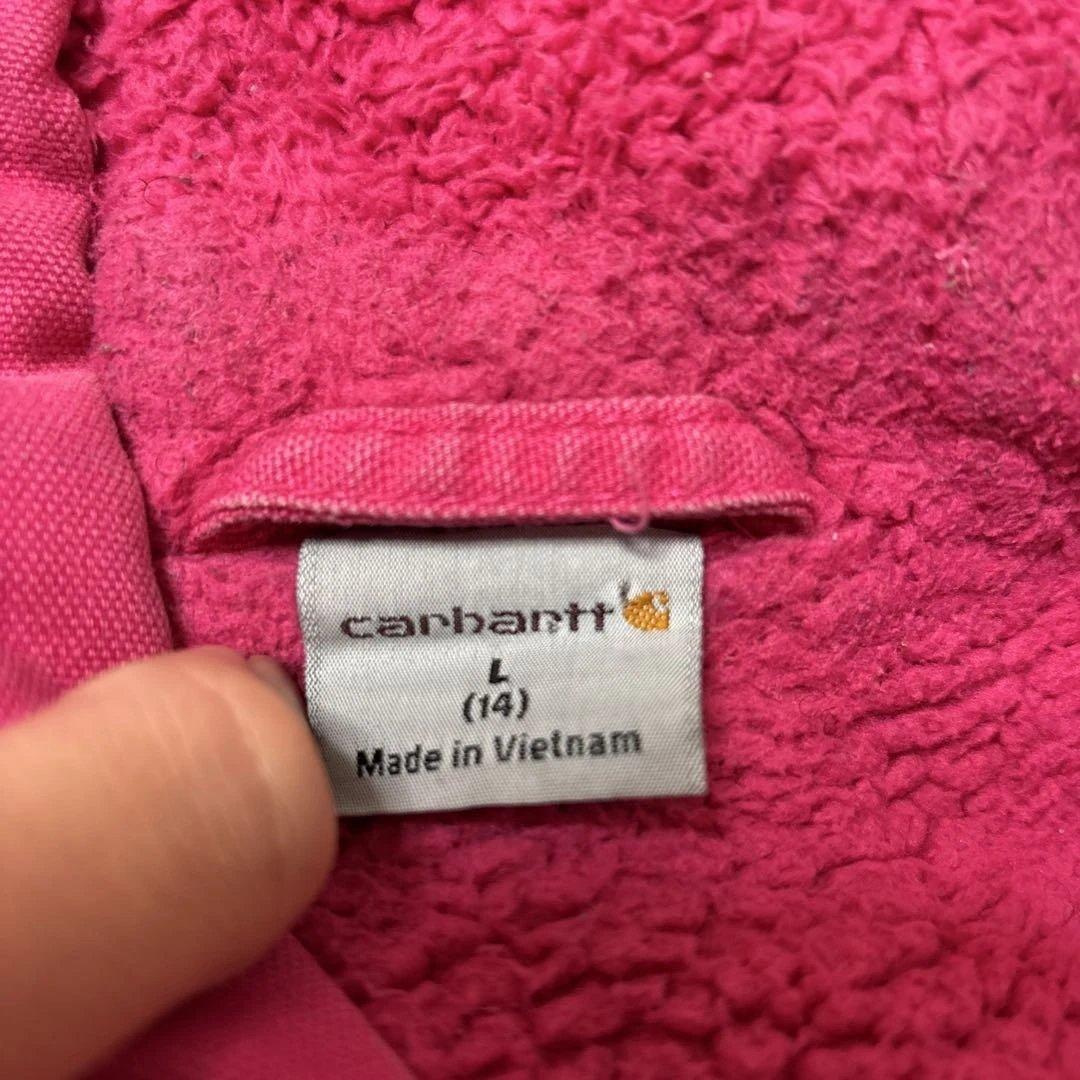 carhartt
L
(14)
Made in Vietnam